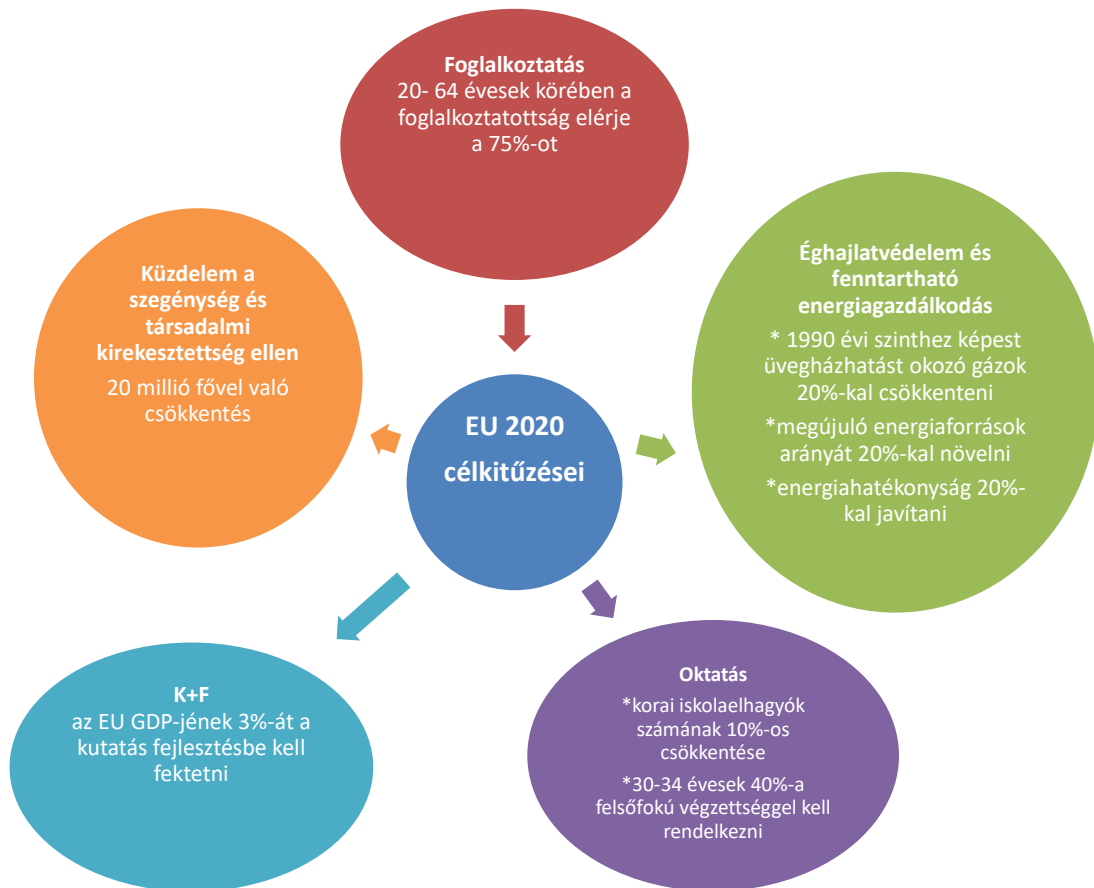 Foglalkoztatás
20- 64 évesek körében a
foglalkoztatottság elérje
a 75%-ot
Éghajlatvédelem és
fenntartható
energiagazdálkodás
* 1990 évi szinthez képest
üvegházhatást okozó gázok
20%-kal csökkenteni
*megújuló energiaforrások
arányát 20%-kal növelni
*energiahatékonyság 20%-
kal javítani
Küzdelem a
szegénység és
társadalmi
kirekesztettség ellen
20 millió fővel való
csökkentés
EU 2020
célkitűzései
K+F
az EU GDP-jének 3%-át a
kutatás fejlesztésbe kell
fektetni
Oktatás
*korai iskolaelhagyók
számának 10%-os
csökkentése
*30-34 évesek 40%-a
felsőfokú végzettséggel kell
rendelkezni